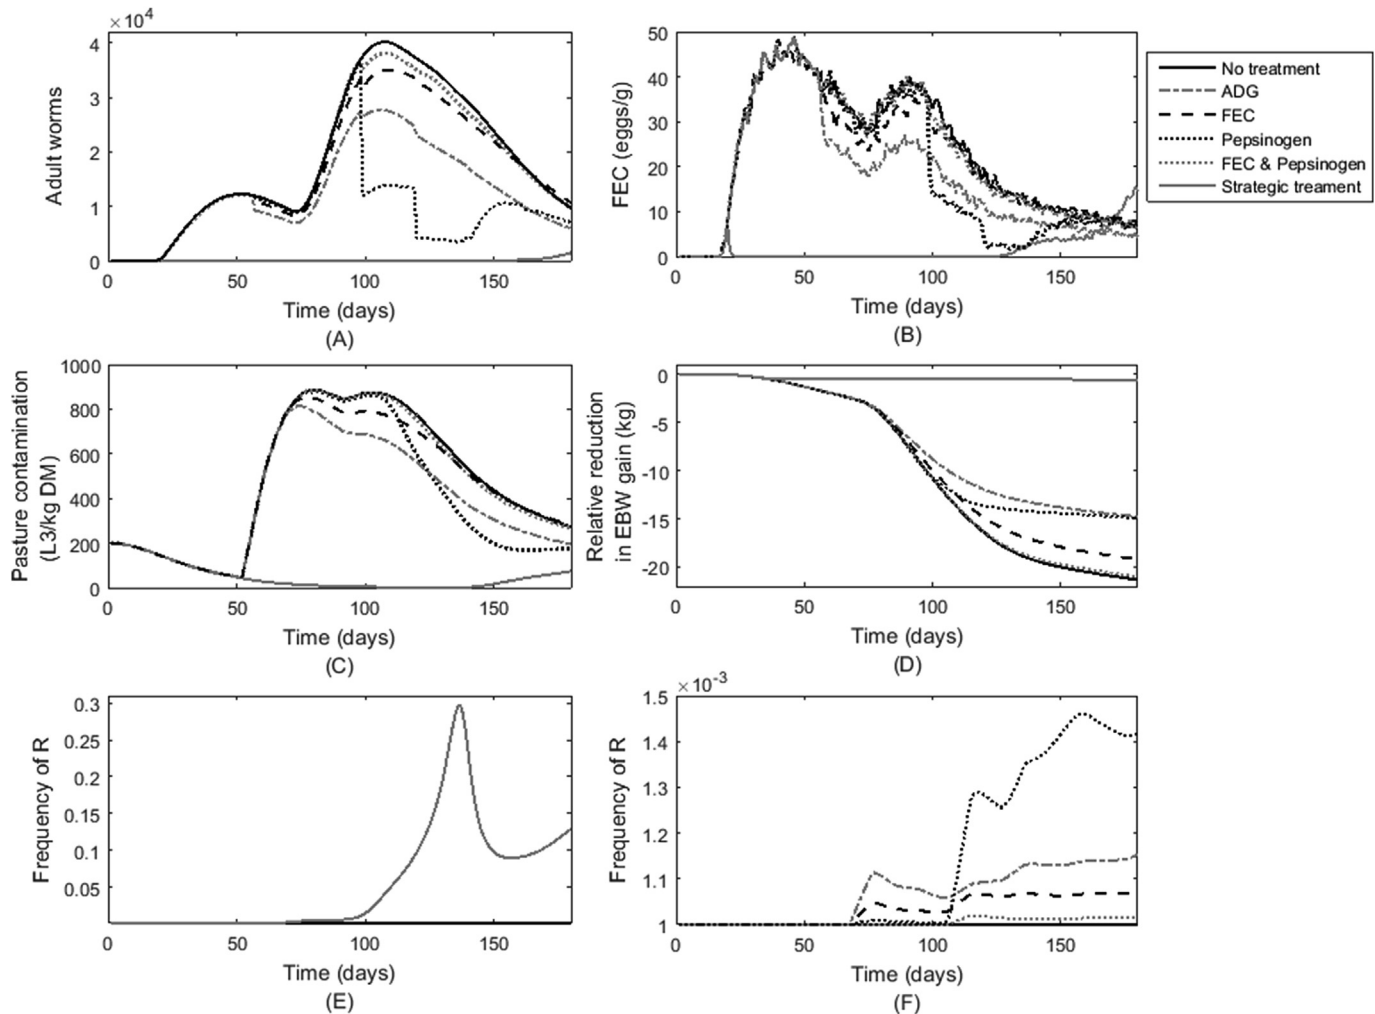 ×10⁴
4
3
2
1
0
Adult worms
0 50 100 150
Time (days)
(A)
50
40
30
20
10
0
FEC (eggs/g)
0 50 100 150
Time (days)
(B)
No treatment
ADG
FEC
Pepsinogen
FEC & Pepsinogen
Strategic treament
1000
800
600
400
200
0
Pasture contamination
(L3/kg DM)
0 50 100 150
Time (days)
(C)
0
-5
-10
-15
-20
Relative reduction
in EBW gain (kg)
0 50 100 150
Time (days)
(D)
0.3
0.25
0.2
0.15
0.1
0.05
Frequency of R
0 50 100 150
Time (days)
(E)
×10⁻³
1.5
1.4
1.3
1.2
1.1
1
Frequency of R
0 50 100 150
Time (days)
(F)